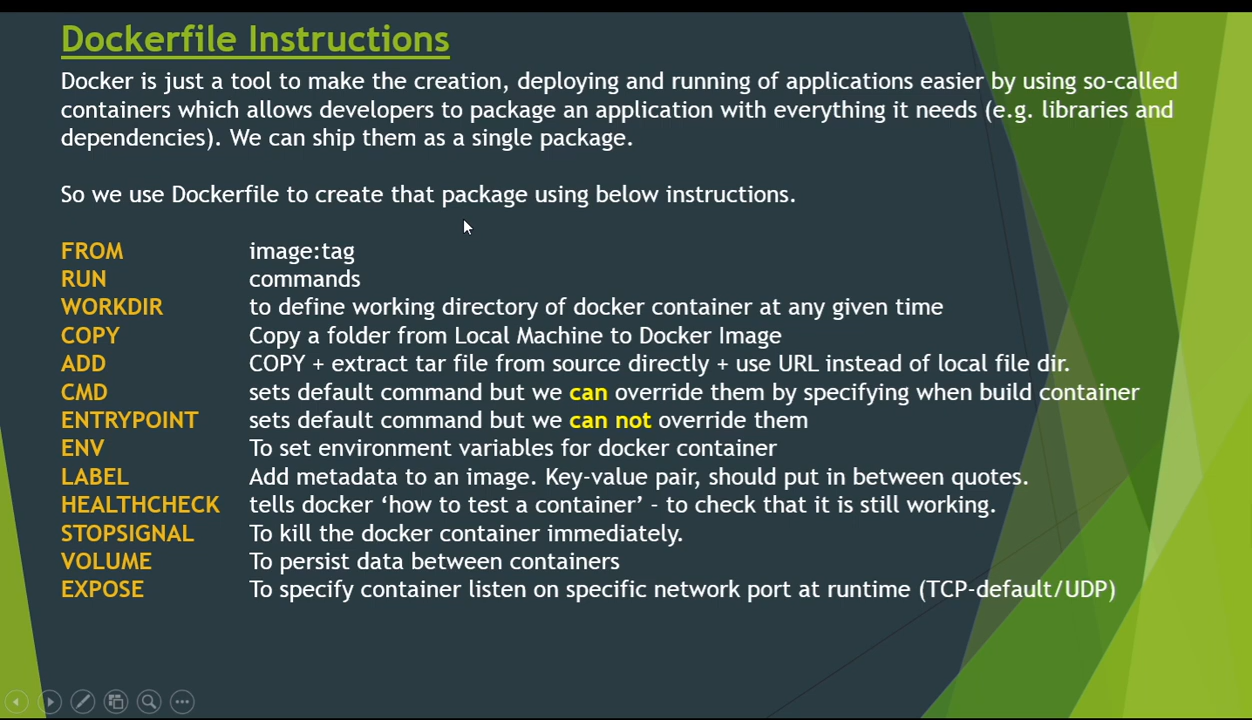 Dockerfile Instructions
Docker is just a tool to make the creation, deploying and running of applications easier by using so-called
containers which allows developers to package an application with everything it needs (e.g. libraries and
dependencies). We can ship them as a single package.
So we use Dockerfile to create that package using below instructions.
FROM image:tag
RUN commands
WORKDIR to define working directory of docker container at any given time
COPY Copy a folder from Local Machine to Docker Image
ADD COPY + extract tar file from source directly + use URL instead of local file dir.
CMD sets default command but we can override them by specifying when build container
ENTRYPOINT sets default command but we can not override them
ENV To set environment variables for docker container
LABEL Add metadata to an image. Key-value pair, should put in between quotes.
HEALTHCHECK tells docker ‘how to test a container’ - to check that it is still working.
STOPSIGNAL To kill the docker container immediately.
VOLUME To persist data between containers
EXPOSE To specify container listen on specific network port at runtime (TCP-default/UDP)